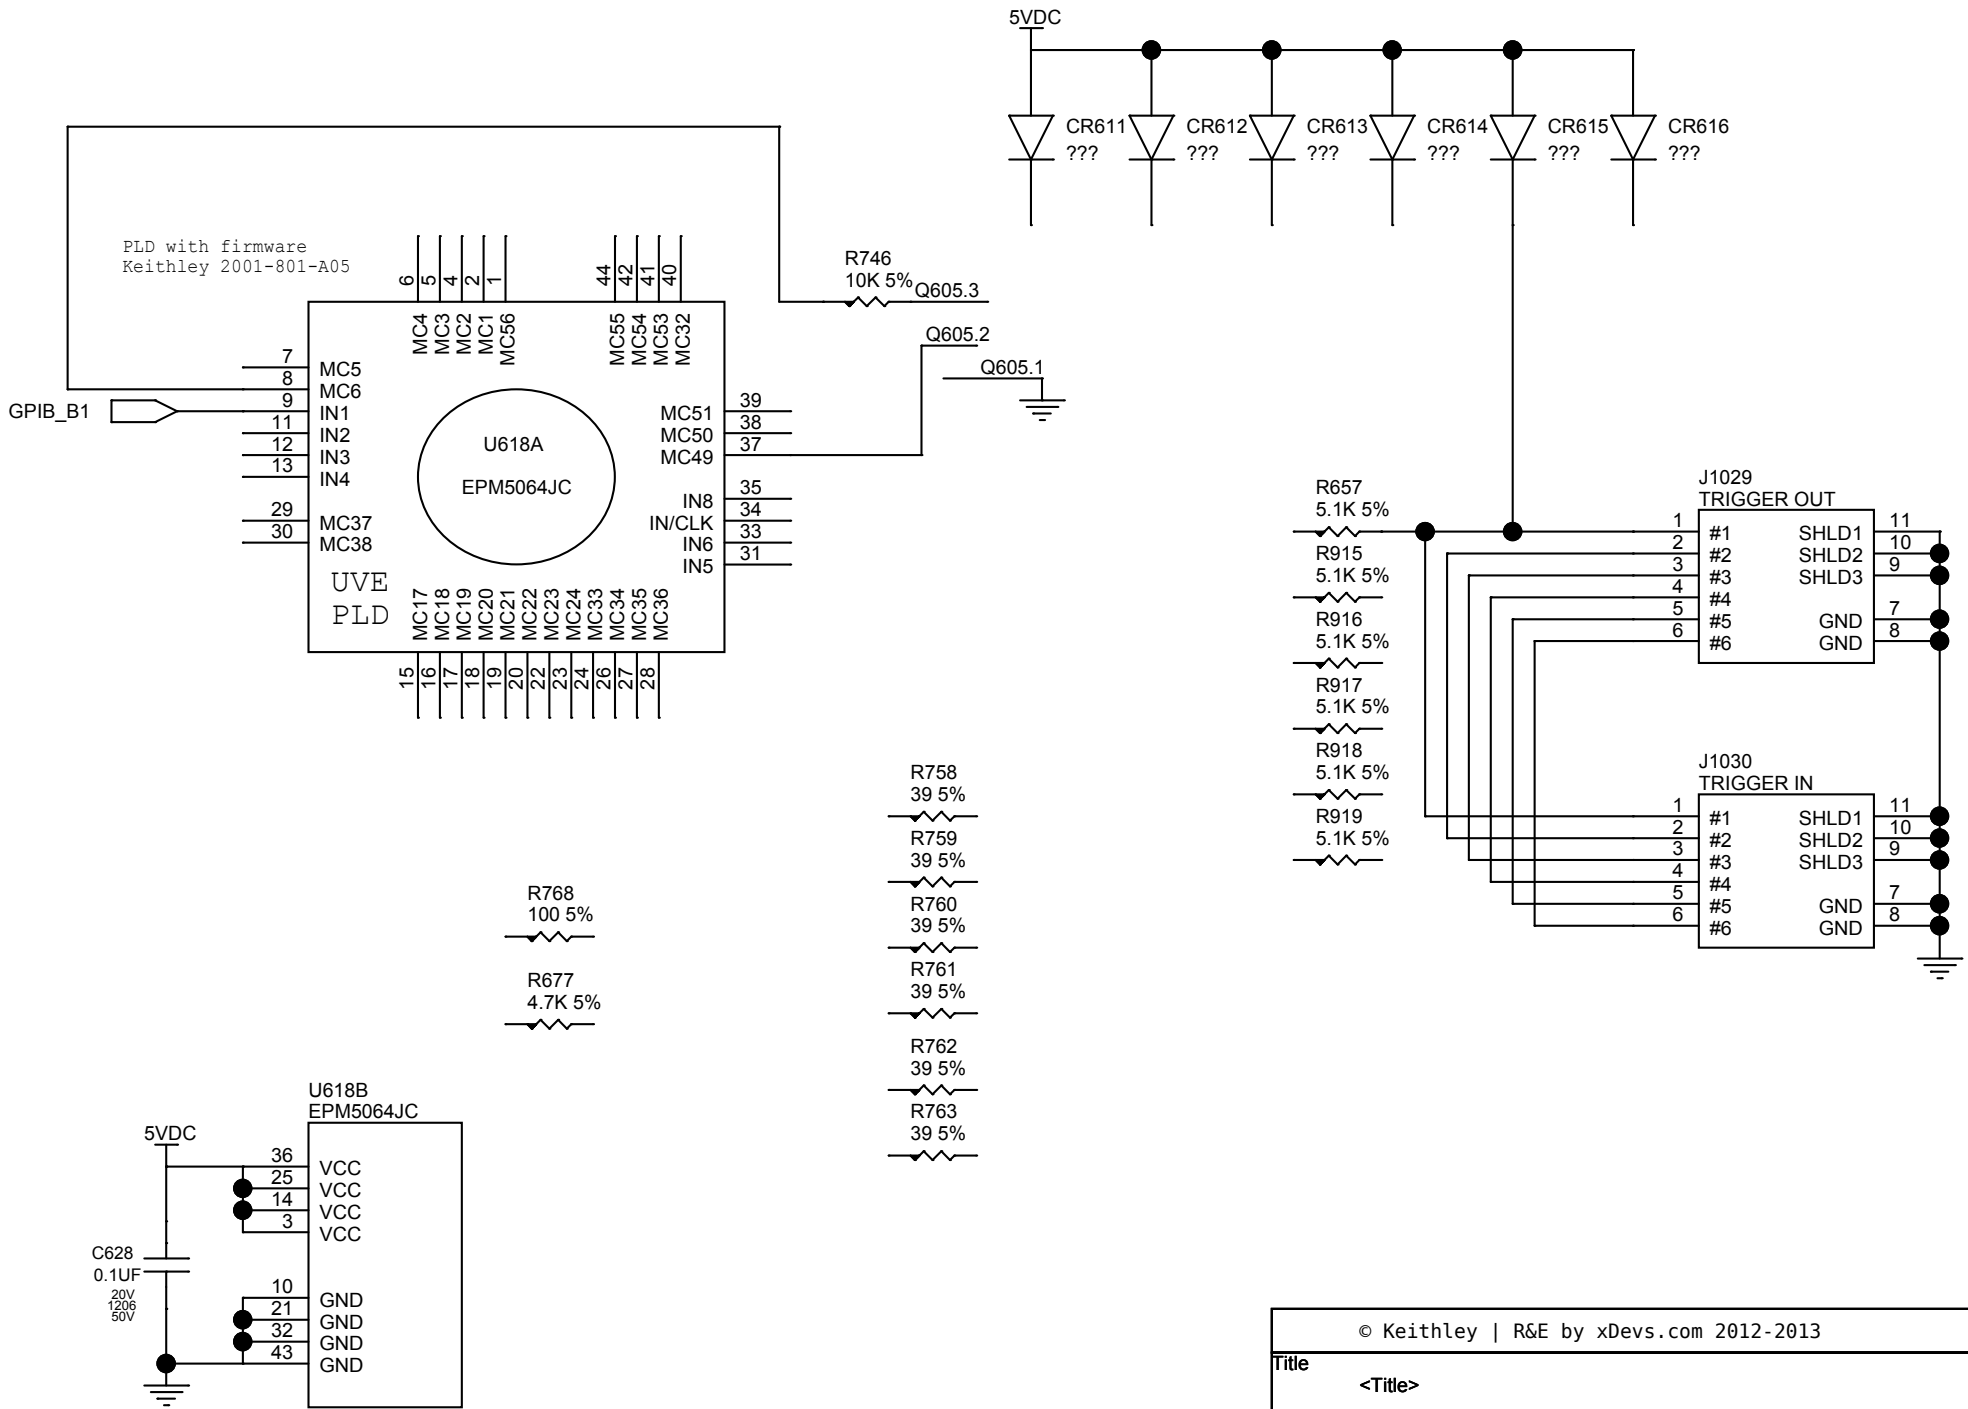 5VDC
CR611
???
CR612
???
CR613
???
CR614
???
CR615
???
CR616
???
PLD with firmware
Keithley 2001-801-A05
R746
10K 5%
Q605.3
Q605.2
Q605.1
GPIB_B1
6
5
4
2
1
44
42
41
40
MC4
MC3
MC2
MC1
MC56
MC55
MC54
MC53
MC32
7
MC5
8
MC6
9
IN1
11
IN2
12
IN3
13
IN4
29
MC37
30
MC38
U618A
EPM5064JC
MC51
39
MC50
38
MC49
37
IN8
35
IN/CLK
34
IN6
33
IN5
31
UVE
PLD
MC17
MC18
MC19
MC20
MC21
MC22
MC23
MC24
MC33
MC34
MC35
MC36
15
16
17
18
19
20
22
23
24
26
27
28
R657
5.1K 5%
R915
5.1K 5%
R916
5.1K 5%
R917
5.1K 5%
R918
5.1K 5%
R919
5.1K 5%
J1029
TRIGGER OUT
1
#1
SHLD1
11
2
#2
SHLD2
10
3
#3
SHLD3
9
4
#4
5
#5
GND
7
6
#6
GND
8
J1030
TRIGGER IN
1
#1
SHLD1
11
2
#2
SHLD2
10
3
#3
SHLD3
9
4
#4
5
#5
GND
7
6
#6
GND
8
R758
39 5%
R759
39 5%
R760
39 5%
R761
39 5%
R762
39 5%
R763
39 5%
R768
100 5%
R677
4.7K 5%
U618B
EPM5064JC
5VDC
36
VCC
25
VCC
14
VCC
3
VCC
C628
0.1UF
20V
1206
50V
10
GND
21
GND
32
GND
43
GND
© Keithley | R&E by xDevs.com 2012-2013
Title
<Title>